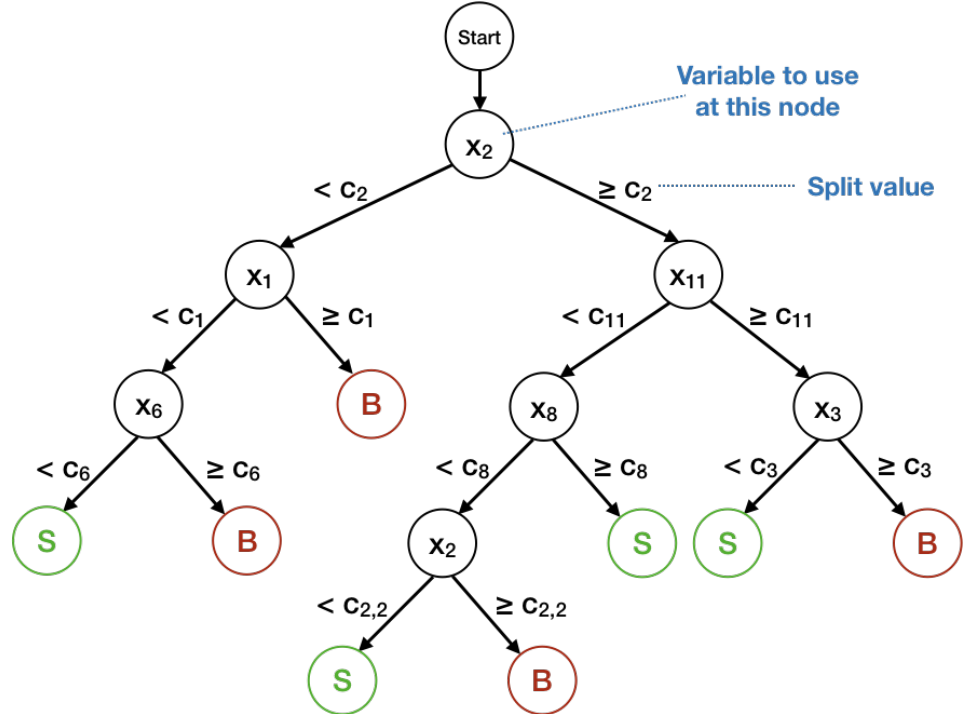 Start
Variable to use
at this node
x₂
< c₂
≥ c₂
Split value
x₁
x₁₁
< c₁
≥ c₁
< c₁₁
≥ c₁₁
x₆
B
x₈
x₃
< c₆
≥ c₆
< c₈
≥ c₈
< c₃
≥ c₃
S
B
x₂
S
S
B
< c₂,₂
≥ c₂,₂
S
B